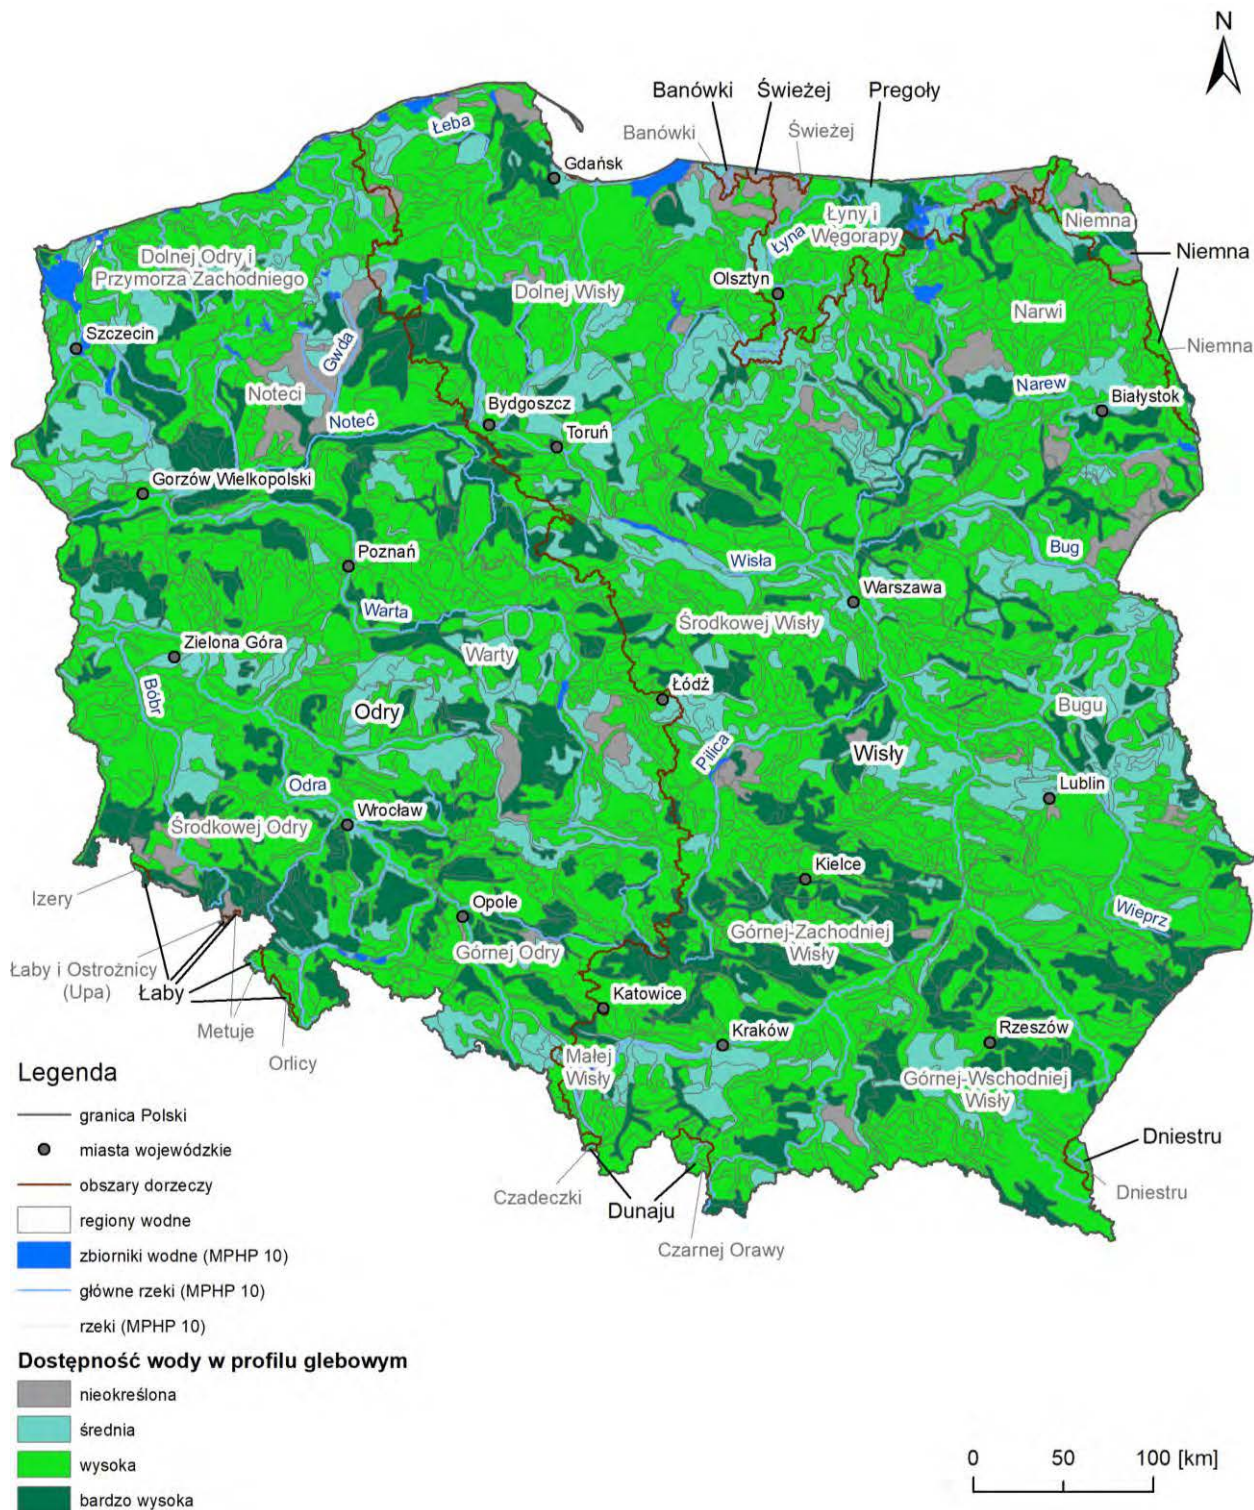 N
Banówki
Świeżej
Pregoły
Banówki
Świeżej
Łeba
Gdańsk
Niemna
Łyny i
Węgorapy
Łyna
Niemna
Dolnej Odry i
Przymorza Zachodniego
Dolnej Wisły
Olsztyn
Narwi
Szczecin
Gwda
Niemna
Noteci
Narew
Białystok
Bydgoszcz
Noteć
Toruń
Gorzów Wielkopolski
Bug
Wisła
Poznań
Warszawa
Warta
Środkowej Wisły
Zielona Góra
Warty
Bóbr
Łódź
Bugu
Odry
Pilica
Wisły
Odra
Lublin
Wrocław
Środkowej Odry
Kielce
Izery
Opole
Wieprz
Górnej-Zachodniej
Wisły
Górnej Odry
Łaby i Ostrożnicy
(Upa)
Łaby
Katowice
Metuje
Kraków
Rzeszów
Orlicy
Małej
Wisły
Górnej-Wschodniej
Wisły
Dniestru
Dniestru
Czadeczki
Dunaju
Czarnej Orawy
Legenda
granica Polski
miasta wojewódzkie
obszary dorzeczy
regiony wodne
zbiorniki wodne (MPHP 10)
główne rzeki (MPHP 10)
rzeki (MPHP 10)
Dostępność wody w profilu glebowym
nieokreślona
średnia
wysoka
bardzo wysoka
0 50 100 [km]